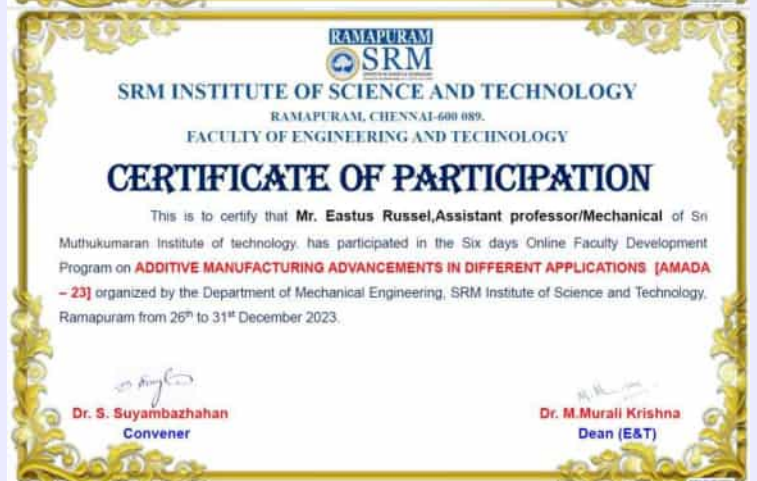 RAMAPURAM
SRM
SRM INSTITUTE OF SCIENCE AND TECHNOLOGY
RAMAPURAM, CHENNAI-600 089.
FACULTY OF ENGINEERING AND TECHNOLOGY
CERTIFICATE OF PARTICIPATION
This is to certify that Mr. Eastus Russel,Assistant professor/Mechanical of Sri
Muthukumaran Institute of technology. has participated in the Six days Online Faculty Development
Program on ADDITIVE MANUFACTURING ADVANCEMENTS IN DIFFERENT APPLICATIONS [AMADA
– 23] organized by the Department of Mechanical Engineering, SRM Institute of Science and Technology,
Ramapuram from 26th to 31st December 2023.
Dr. S. Suyambazhahan
Convener
Dr. M.Murali Krishna
Dean (E&T)